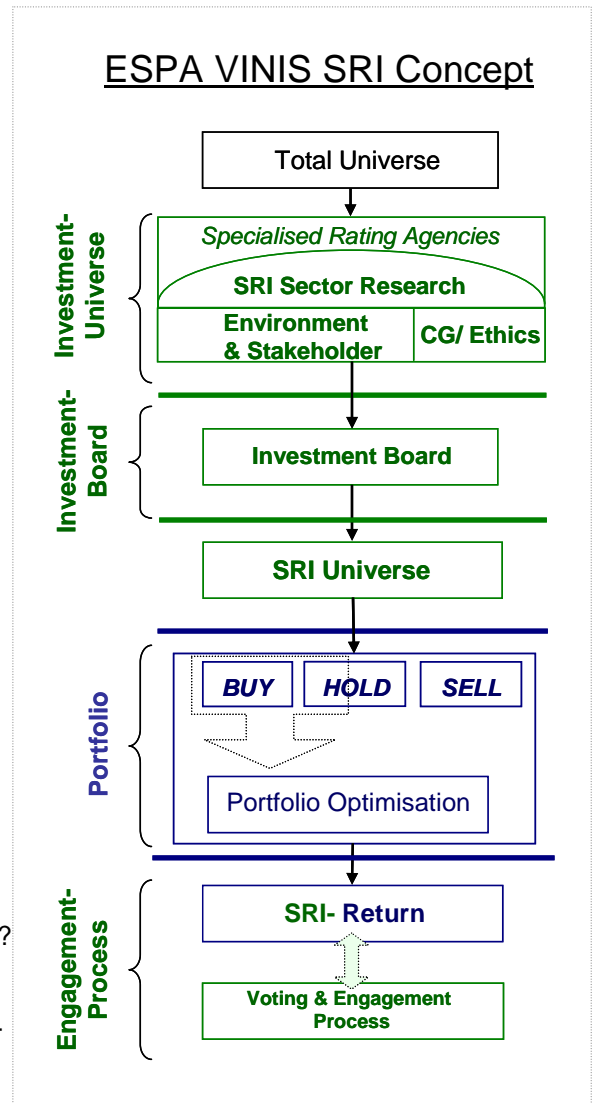 ESPA VINIS SRI Concept
Total Universe
Investment-
Universe
Specialised Rating Agencies
SRI Sector Research
Environment
& Stakeholder
CG/ Ethics
Investment-
Board
Investment Board
SRI Universe
Portfolio
BUY
HOLD
SELL
Portfolio Optimisation
Engagement-
Process
?
SRI- Return
Voting & Engagement
Process
.